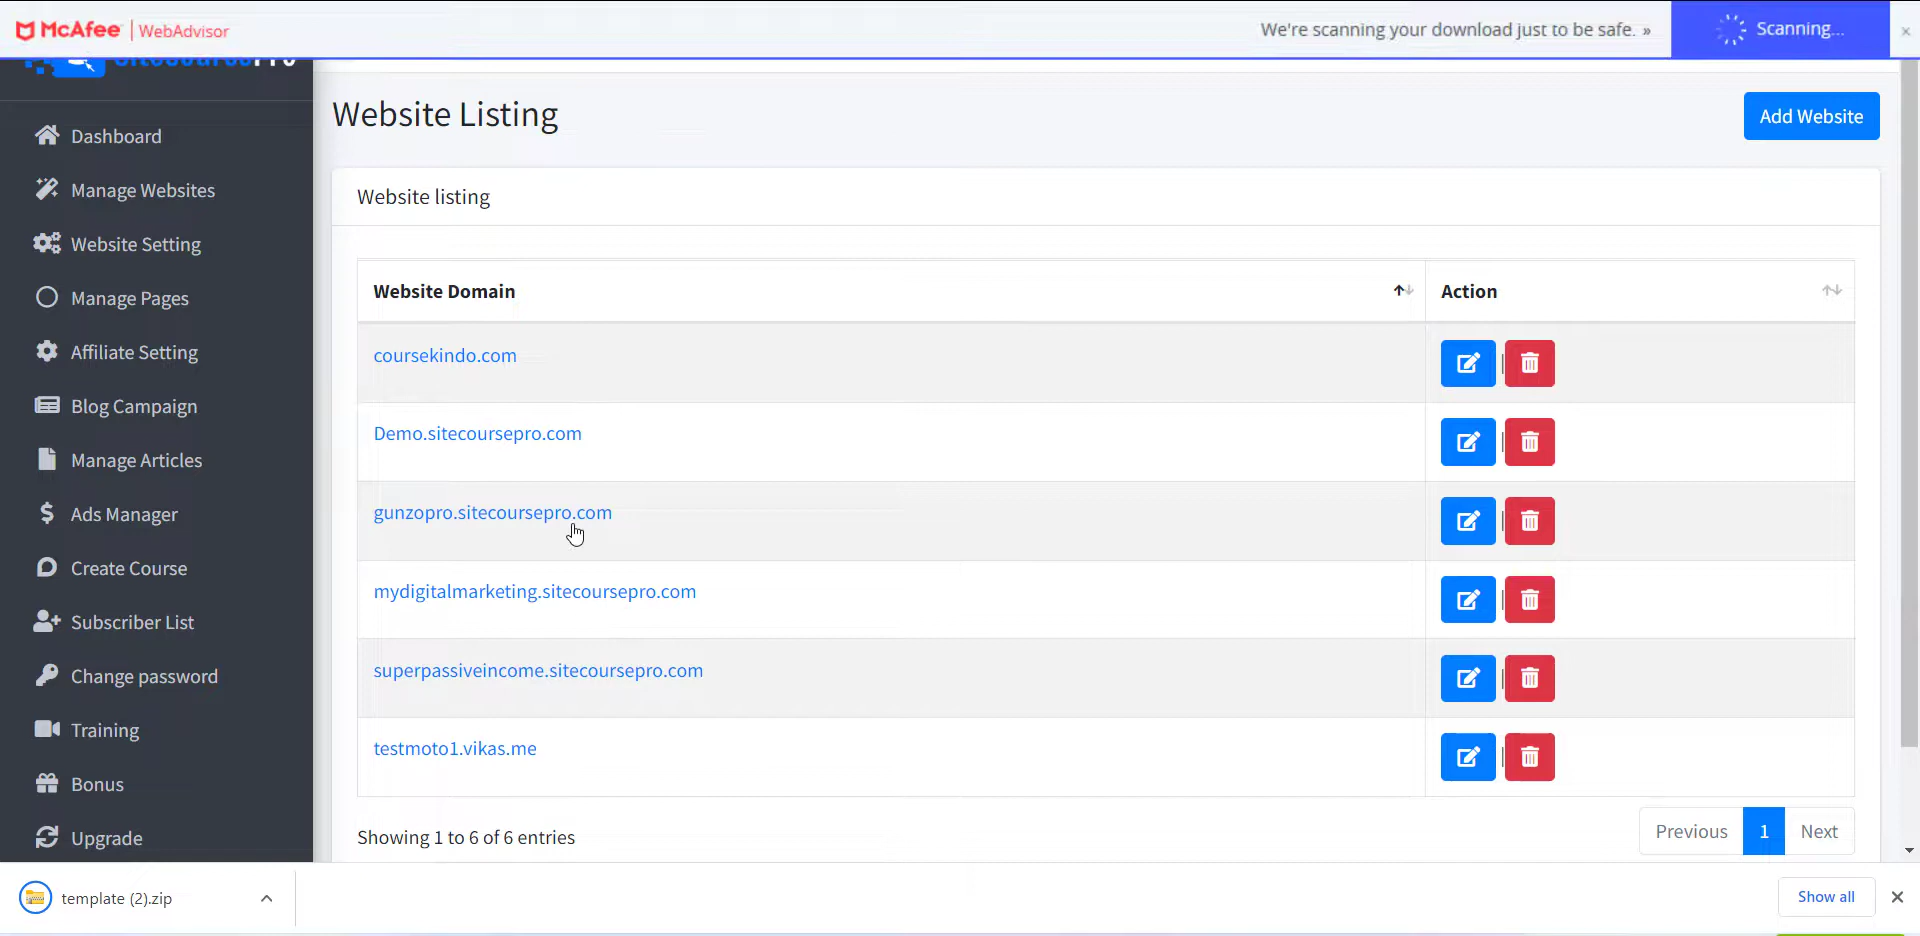 McAfee | WebAdvisor
We're scanning your download just to be safe. »
Scanning...
×
Website Listing
Add Website
Dashboard
Manage Websites
Website Setting
Manage Pages
Affiliate Setting
Blog Campaign
Manage Articles
Ads Manager
Create Course
Subscriber List
Change password
Training
Bonus
Upgrade
Website listing
Website Domain
Action
coursekindo.com
|
Demo.sitecoursepro.com
|
gunzopro.sitecoursepro.com
|
mydigitalmarketing.sitecoursepro.com
|
superpassiveincome.sitecoursepro.com
|
testmoto1.vikas.me
|
Showing 1 to 6 of 6 entries
Previous
1
Next
template (2).zip
Show all